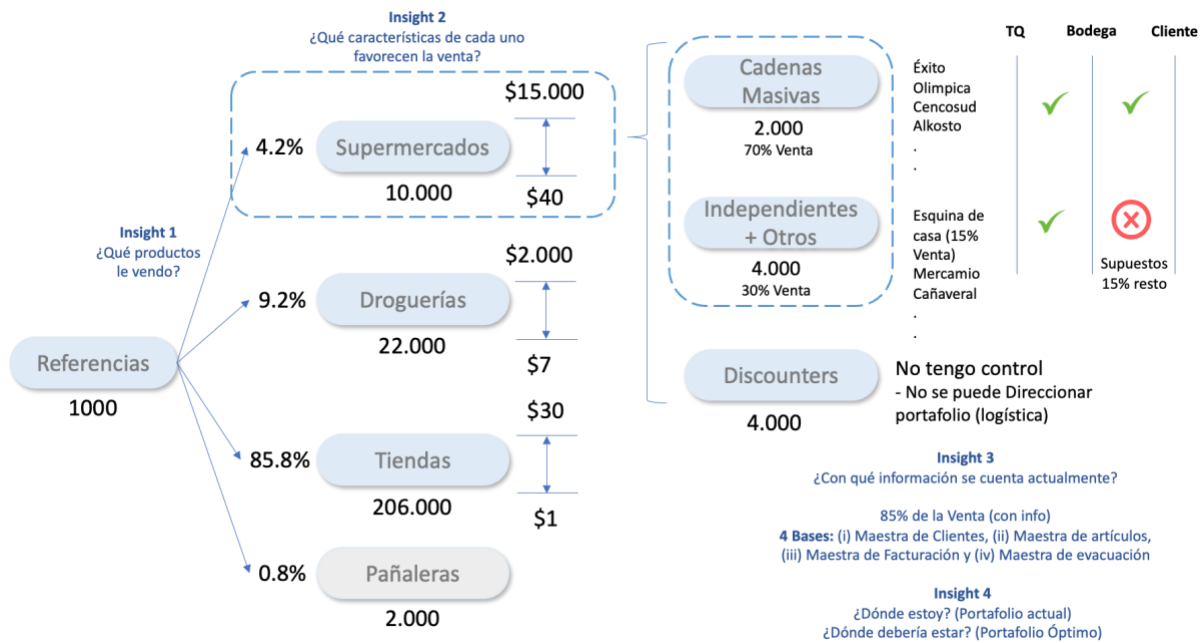 Insight 2
¿Qué características de cada uno
favorecen la venta?
$15.000
4.2%
Supermercados
10.000
$40
Insight 1
¿Qué productos
le vendo?
$2.000
9.2%
Droguerías
22.000
$7
Referencias
1000
$30
85.8%
Tiendas
206.000
$1
0.8%
Pañaleras
2.000
TQ
Bodega
Cliente
Cadenas
Masivas
2.000
70% Venta
Éxito
Olimpica
Cencosud
Alkosto
.
.
Independientes
+ Otros
4.000
30% Venta
Esquina de
casa (15%
Venta)
Mercamio
Cañaveral
.
.
Supuestos
15% resto
Discounters
4.000
No tengo control
- No se puede Direccionar
portafolio (logística)
Insight 3
¿Con qué información se cuenta actualmente?
85% de la Venta (con info)
4 Bases: (i) Maestra de Clientes, (ii) Maestra de artículos,
(iii) Maestra de Facturación y (iv) Maestra de evacuación
Insight 4
¿Dónde estoy? (Portafolio actual)
¿Dónde debería estar? (Portafolio Óptimo)